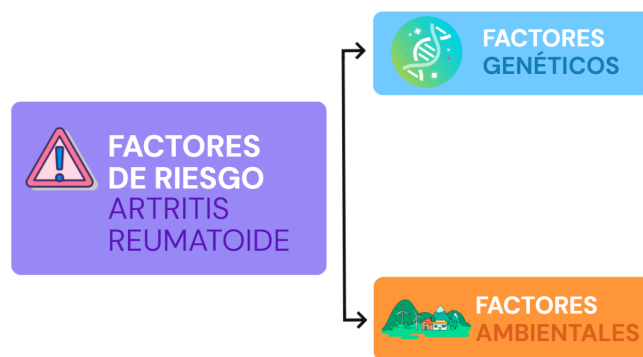 FACTORES
DE RIESGO
ARTRITIS
REUMATOIDE
FACTORES
GENÉTICOS
FACTORES
AMBIENTALES